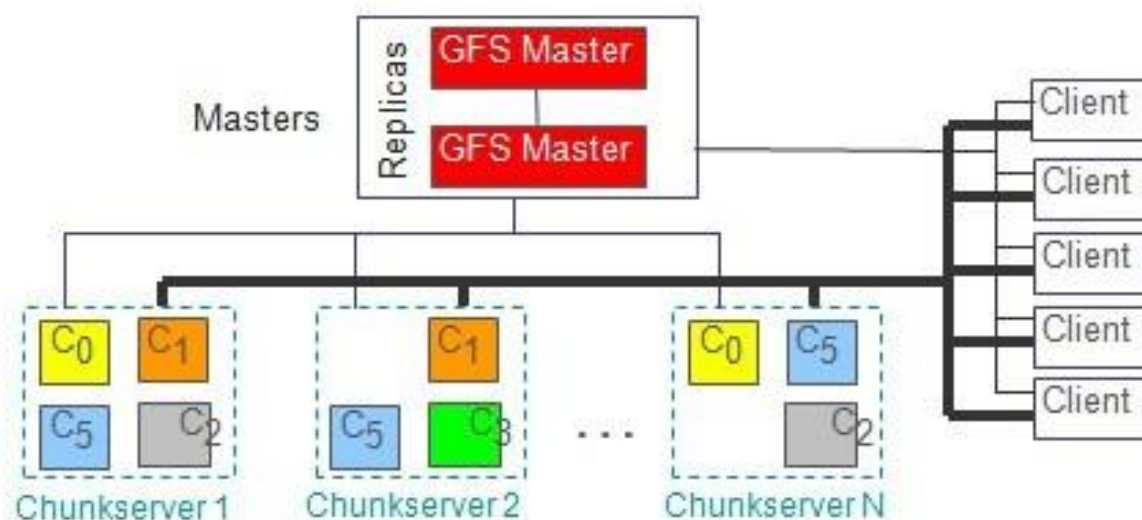 GFS Master
Replicas
Masters
GFS Master
Client
Client
Client
Client
Client
C0 C1 C1 C0 C5
C5 C2 C5 C3 ... C2
Chunkserver 1 Chunkserver 2 Chunkserver N